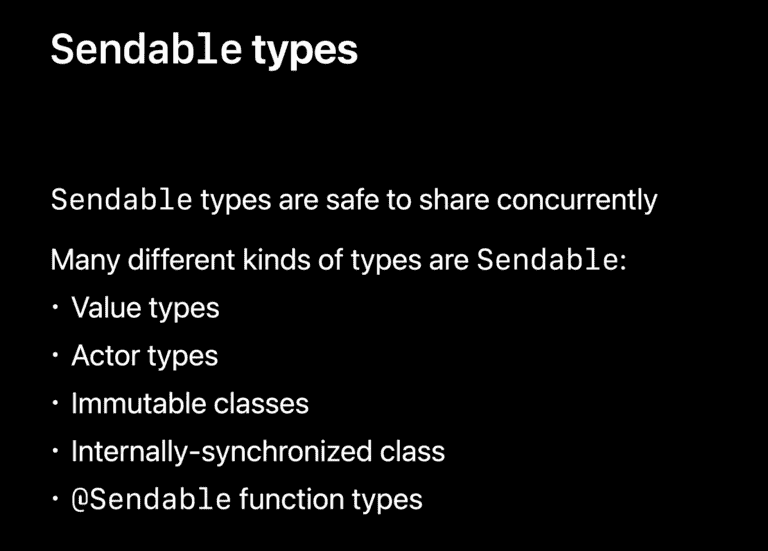 Sendable types
Sendable types are safe to share concurrently
Many different kinds of types are Sendable:
• Value types
• Actor types
• Immutable classes
• Internally-synchronized class
• @Sendable function types